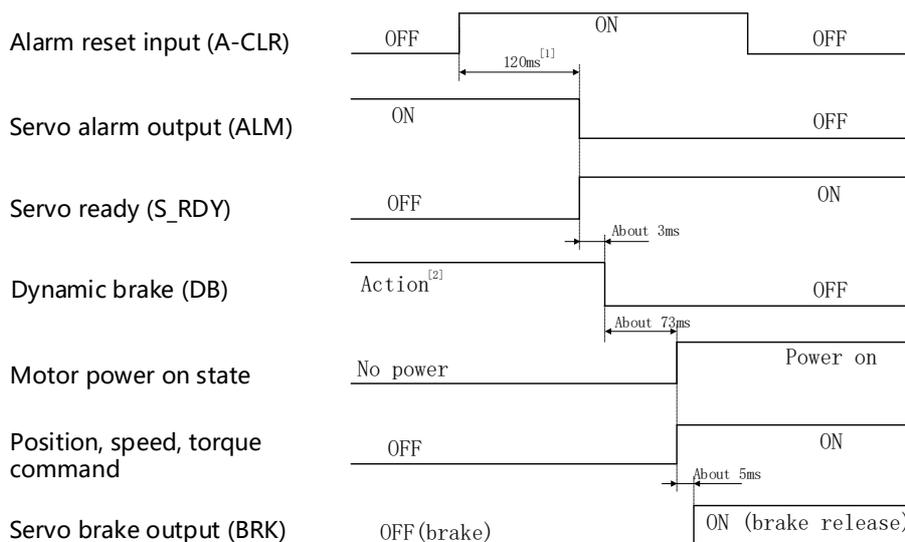 Alarm reset input (A-CLR) OFF ON OFF
120ms[1]
Servo alarm output (ALM) ON OFF
Servo ready (S_RDY) OFF ON
About 3ms
Dynamic brake (DB) Action[2] OFF
About 73ms
Motor power on state No power Power on
Position, speed, torque
command OFF ON
About 5ms
Servo brake output (BRK) OFF(brake) ON (brake release)